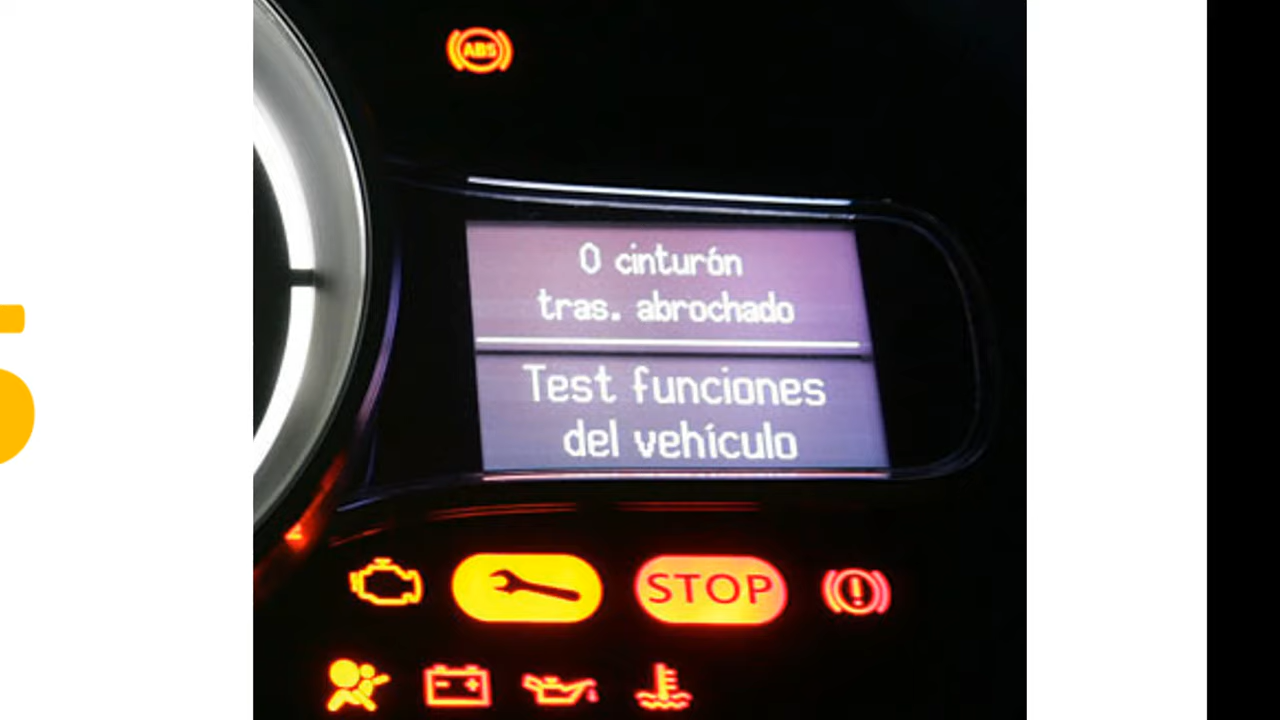 ABS
0 cinturón
tras. abrochado
Test funciones
del vehículo
STOP